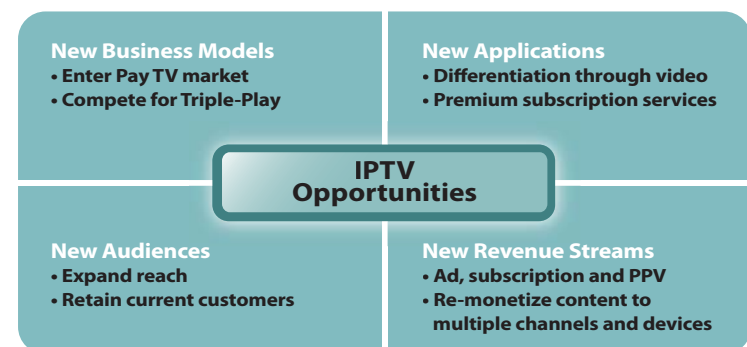 New Business Models
• Enter Pay TV market
• Compete for Triple-Play
New Applications
• Differentiation through video
• Premium subscription services
IPTV
Opportunities
New Audiences
• Expand reach
• Retain current customers
New Revenue Streams
• Ad, subscription and PPV
• Re-monetize content to
multiple channels and devices